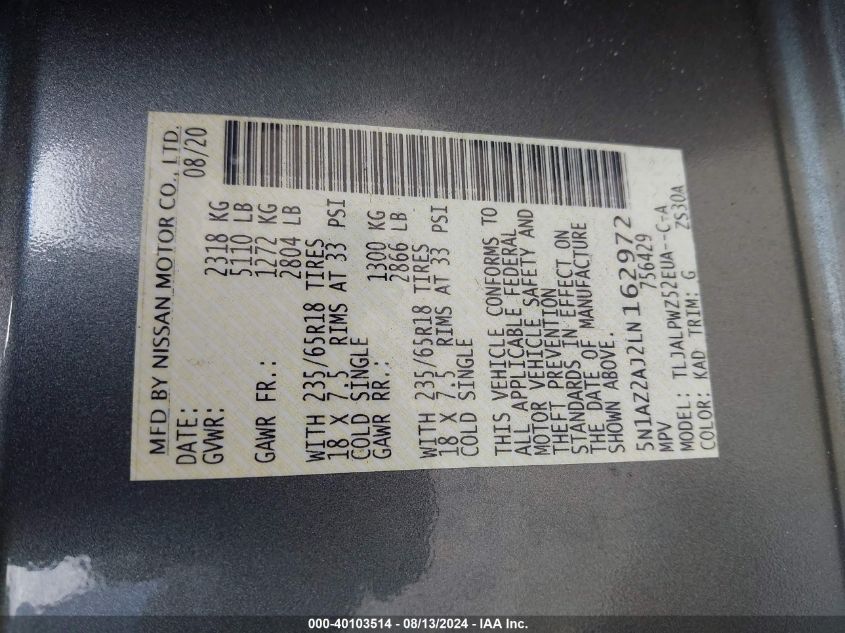 MFD BY NISSAN MOTOR CO., LTD.
DATE: 08/20
GVWR: 2318 KG
5110 LB
GAWR FR.: 1272 KG
2804 LB
WITH 235/65R18 TIRES
18 X 7.5 RIMS AT 33 PSI
COLD SINGLE
GAWR RR.: 1300 KG
2866 LB
WITH 235/65R18 TIRES
18 X 7.5 RIMS AT 33 PSI
COLD SINGLE
THIS VEHICLE CONFORMS TO
ALL APPLICABLE FEDERAL
MOTOR VEHICLE SAFETY AND
THEFT PREVENTION
STANDARDS IN EFFECT ON
THE DATE OF MANUFACTURE
SHOWN ABOVE.
5N1AZ2AJ2LN162972
MPV 756429
MODEL: TLJALPWZ52EUA--C-A
COLOR: KAD TRIM: G ZS30A
000-40103514 - 08/13/2024 - IAA Inc.